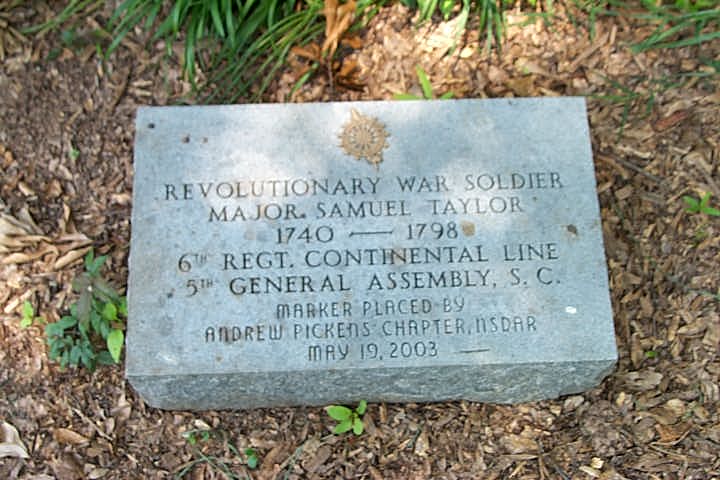 REVOLUTIONARY WAR SOLDIER
MAJOR. SAMUEL TAYLOR
1740 — 1798
6TH REGT. CONTINENTAL LINE
5TH GENERAL ASSEMBLY, S. C.
MARKER PLACED BY
ANDREW PICKENS CHAPTER, NSDAR
MAY 19, 2003 —